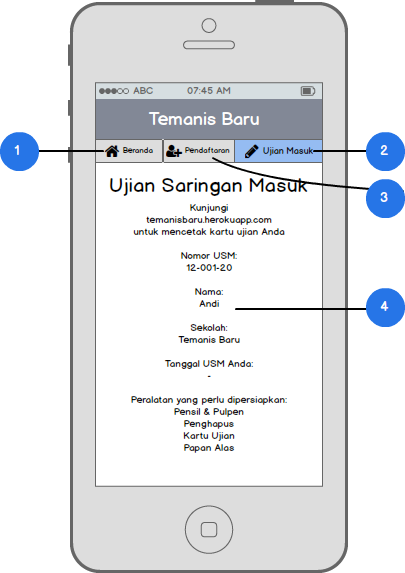 ABC 07:45 AM
Temanis Baru
1 Beranda Pendaftaran Ujian Masuk 2
3
Ujian Saringan Masuk
Kunjungi
temanisbaru.herokuapp.com
untuk mencetak kartu ujian Anda
Nomor USM:
12-001-20
Nama:
Andi
4
Sekolah:
Temanis Baru
Tanggal USM Anda:
-
Peralatan yang perlu dipersiapkan:
Pensil & Pulpen
Penghapus
Kartu Ujian
Papan Alas